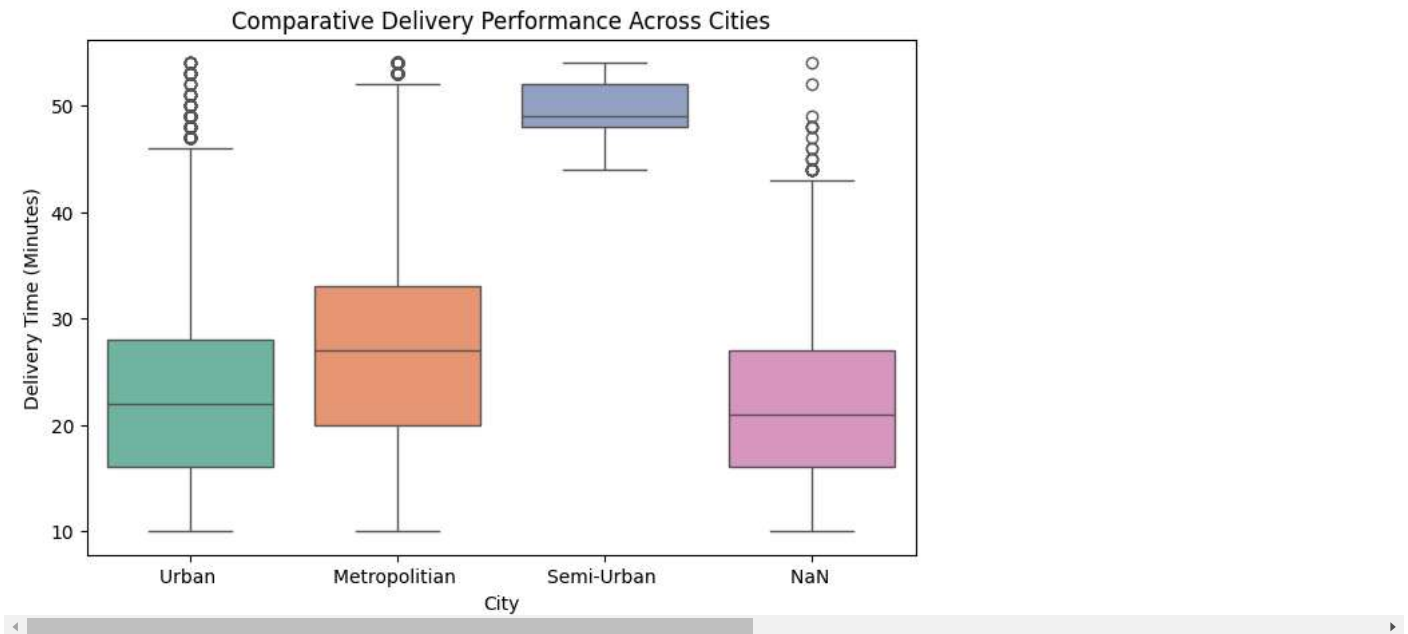 Comparative Delivery Performance Across Cities
Delivery Time (Minutes)
50
40
30
20
10
Urban Metropolitian Semi-Urban NaN
City